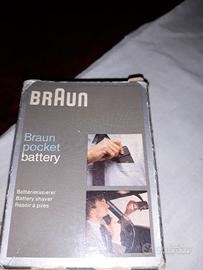 BRAUN
Braun
pocket
battery
Batterierasierer
Battery shaver
Rasoir à piles